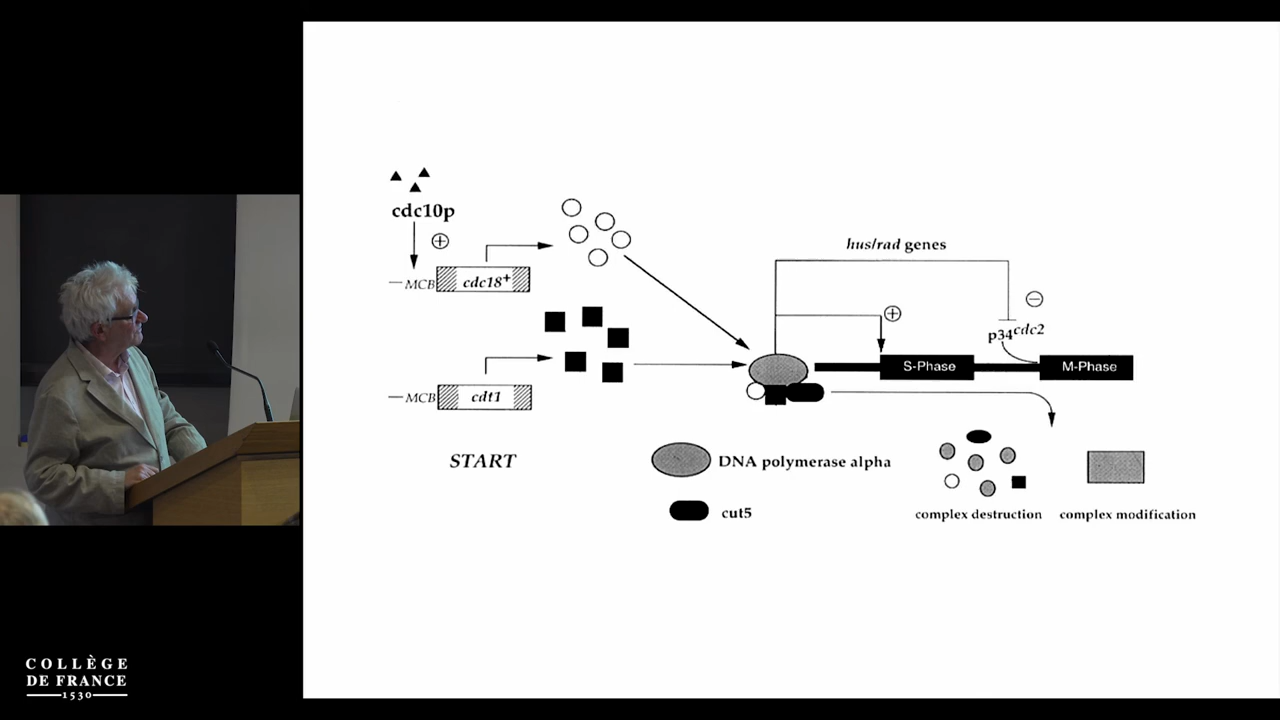 cdc10p
MCB
cdc18+
MCB
cdt1
START
hus/rad genes
p34cdc2
S-Phase
M-Phase
DNA polymerase alpha
cut5
complex destruction
complex modification
COLLÈGE
DE FRANCE
1530